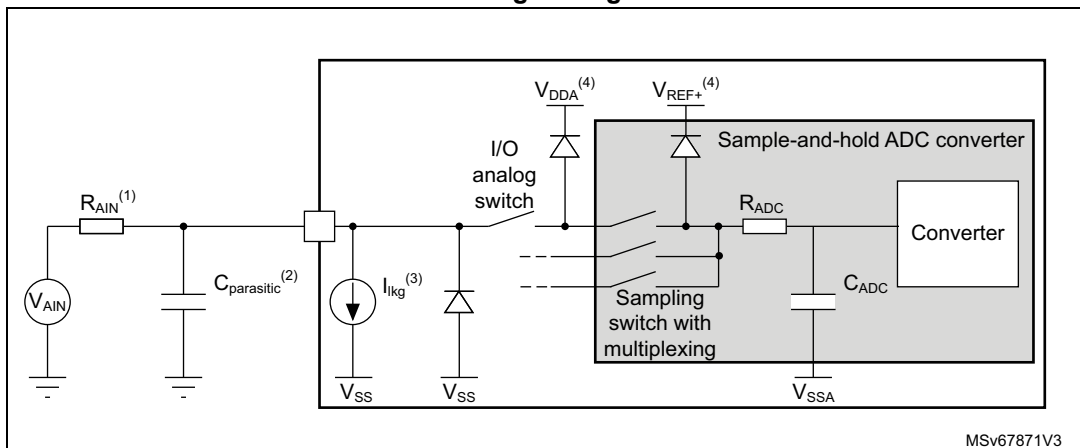 V_DDA^(4)
V_REF+^(4)
Sample-and-hold ADC converter
I/O
analog
switch
R_AIN^(1)
R_ADC
Converter
V_AIN
C_parasitic^(2)
I_lkg^(3)
C_ADC
Sampling
switch with
multiplexing
V_SS
V_SS
V_SSA
MSv67871V3